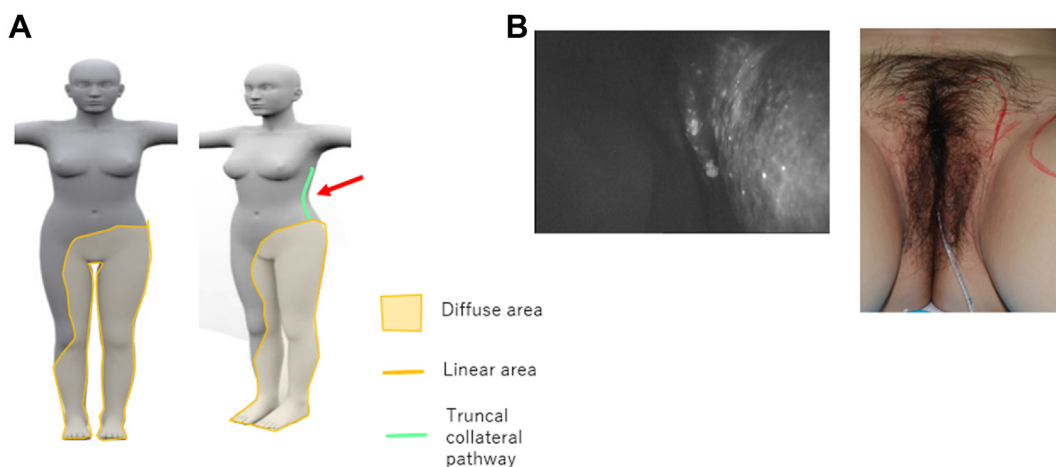 A
B
Diffuse area
Linear area
Truncal
collateral
pathway